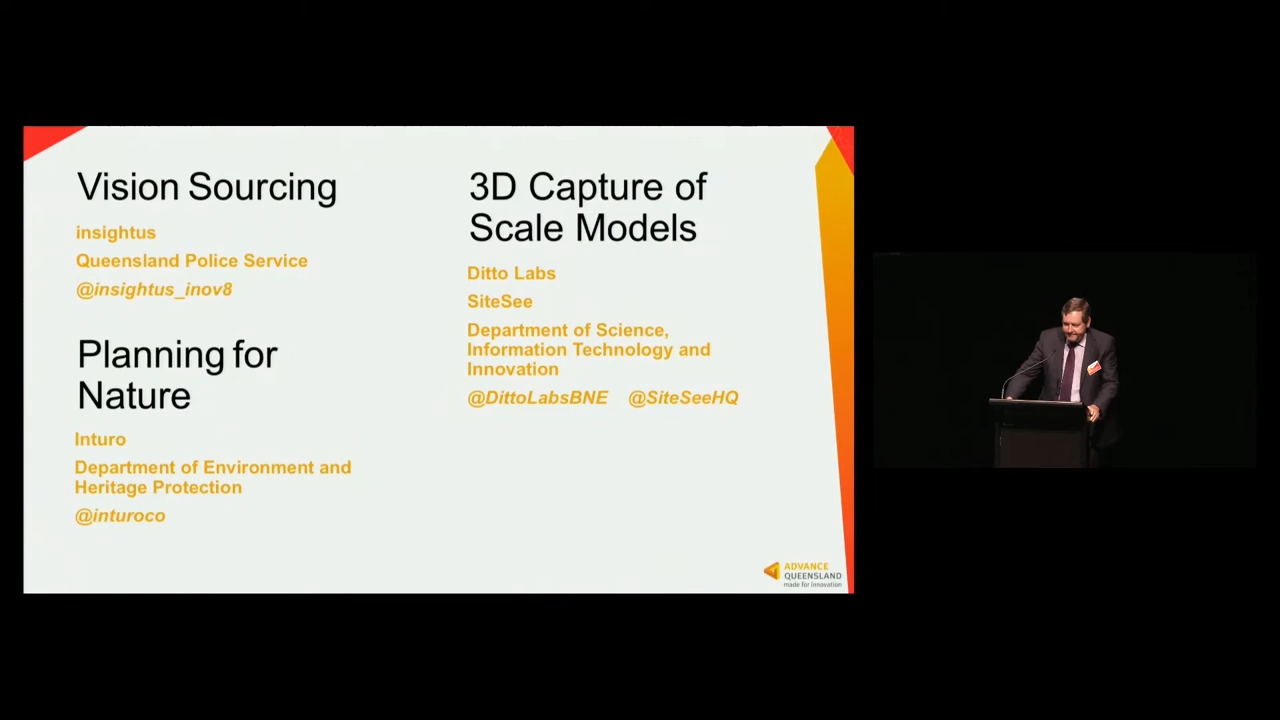 Vision Sourcing
insightus
Queensland Police Service
@insightus_inov8
Planning for
Nature
Inturo
Department of Environment and
Heritage Protection
@inturoco
3D Capture of
Scale Models
Ditto Labs
SiteSee
Department of Science,
Information Technology and
Innovation
@DittoLabsBNE @SiteSeeHQ
ADVANCE
QUEENSLAND
made for innovation